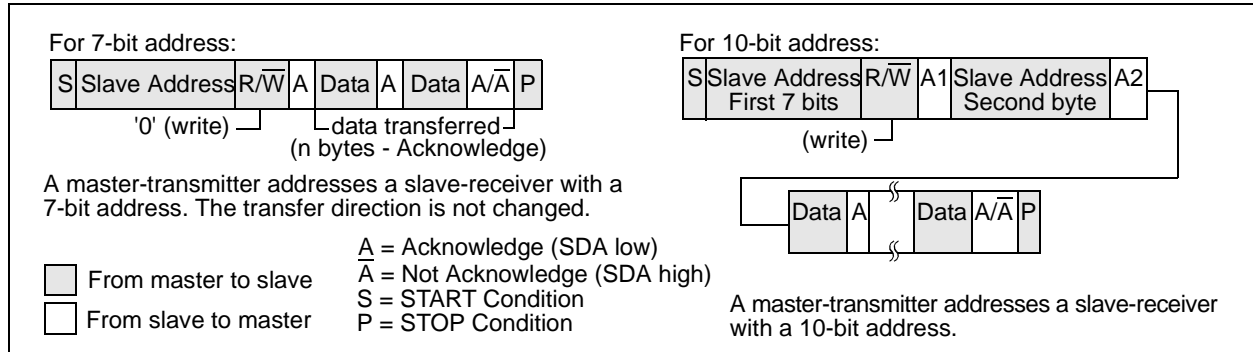 For 7-bit address:
S Slave Address R/W̅ A Data A Data A/A̅ P
'0' (write)
data transferred
(n bytes - Acknowledge)
A master-transmitter addresses a slave-receiver with a
7-bit address. The transfer direction is not changed.
From master to slave
From slave to master
A = Acknowledge (SDA low)
A̅ = Not Acknowledge (SDA high)
S = START Condition
P = STOP Condition
For 10-bit address:
S Slave Address R/W̅ A1 Slave Address A2
First 7 bits Second byte
(write)
Data A Data A/A̅ P
A master-transmitter addresses a slave-receiver
with a 10-bit address.